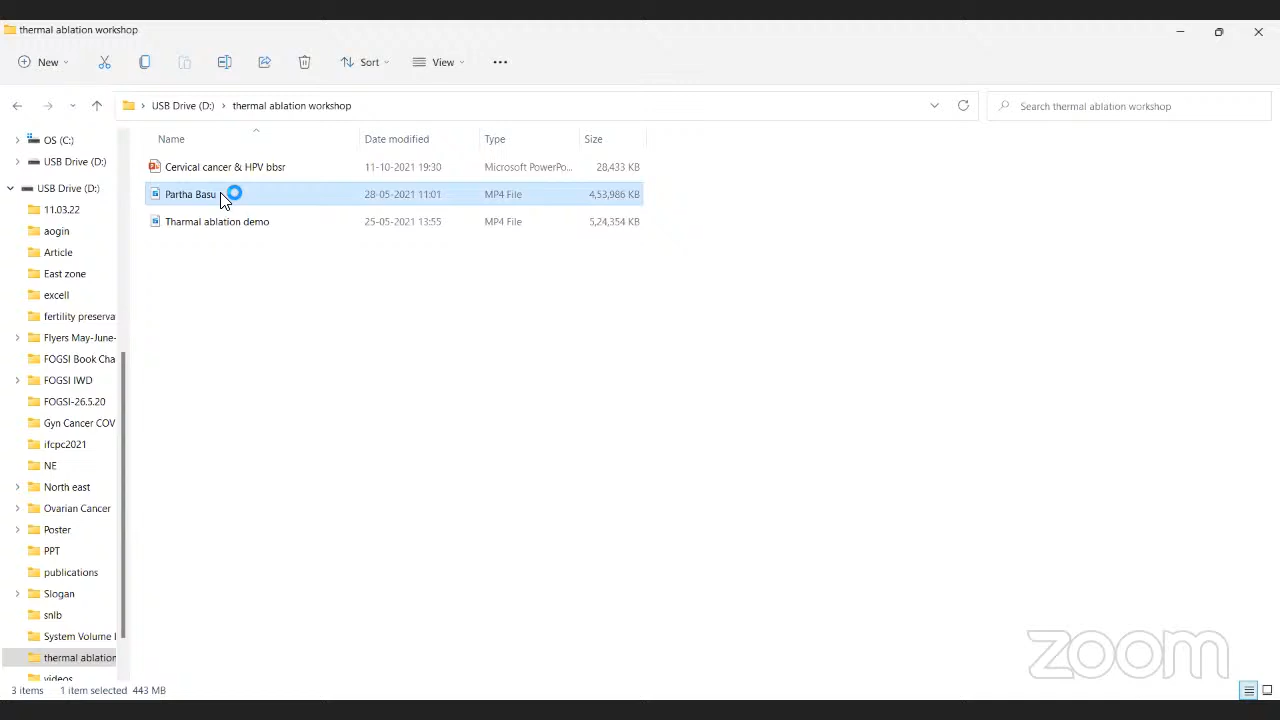 thermal ablation workshop
New
Sort
View
USB Drive (D:) > thermal ablation workshop
Search thermal ablation workshop
Name Date modified Type Size
Cervical cancer & HPV bbsr 11-10-2021 19:30 Microsoft PowerPo... 28,433 KB
Partha Basu 28-05-2021 11:01 MP4 File 4,53,986 KB
Tharmal ablation demo 25-05-2021 13:55 MP4 File 5,24,354 KB
OS (C:)
USB Drive (D:)
USB Drive (D:)
11.03.22
aogin
Article
East zone
excell
fertility preserva
Flyers May-June-
FOGSI Book Cha
FOGSI IWD
FOGSI-26.5.20
Gyn Cancer COV
ifcpc2021
NE
North east
Ovarian Cancer
Poster
PPT
publications
Slogan
snlb
System Volume I
thermal ablation
videos
3 items 1 item selected 443 MB
zoom